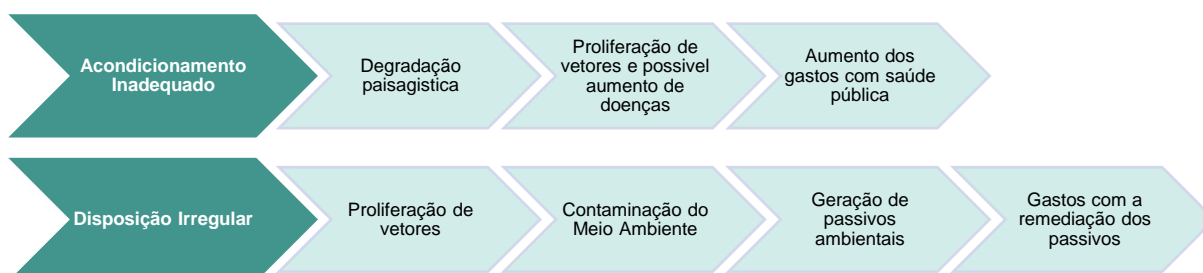 Acondicionamento
Inadequado
Degradação
paisagistica
Proliferação de
vetores e possivel
aumento de
doenças
Aumento dos
gastos com saúde
pública
Disposição Irregular
Proliferação de
vetores
Contaminação do
Meio Ambiente
Geração de
passivos
ambientais
Gastos com a
remediação dos
passivos